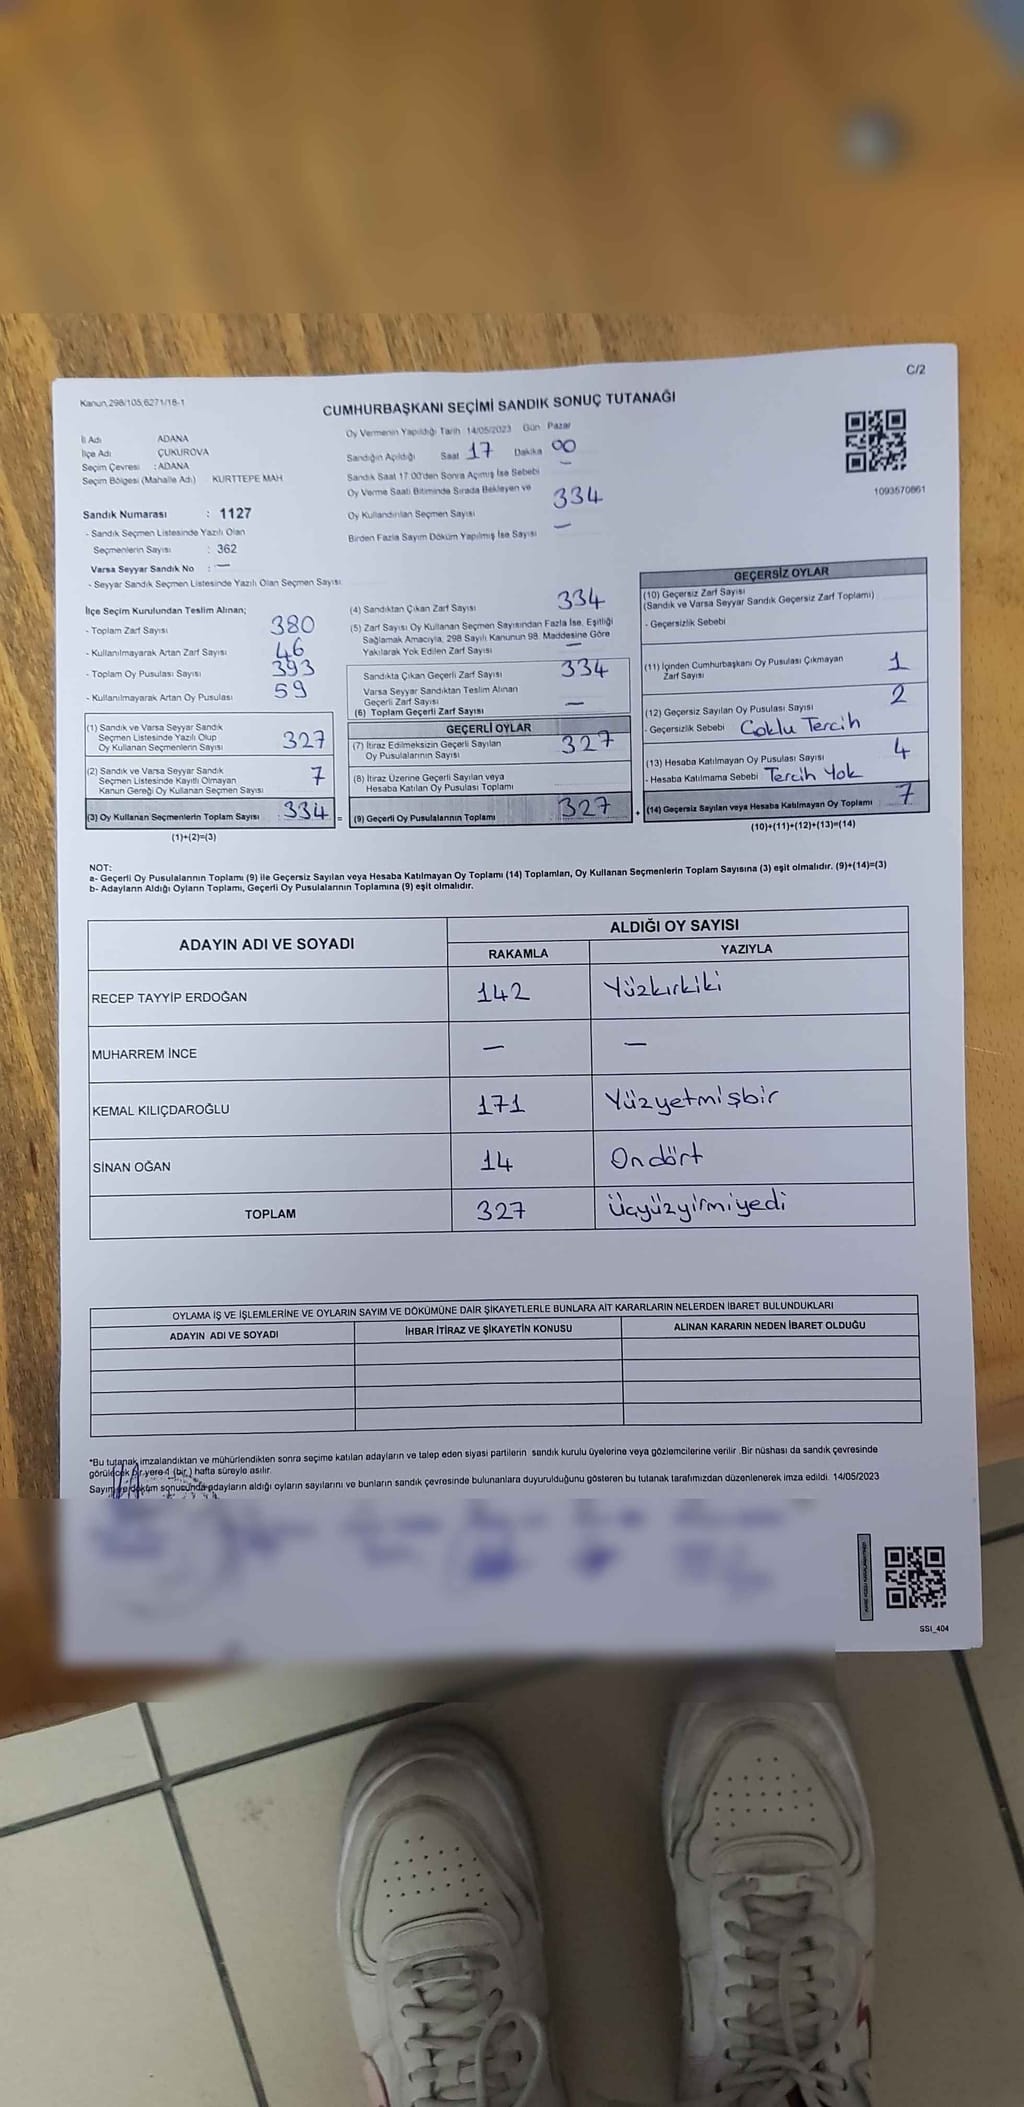 C/2
Kanun,298/105,6271/18-1
CUMHURBAŞKANI SEÇİMİ SANDIK SONUÇ TUTANAĞI
İl Adı ADANA
İlçe Adı ÇUKUROVA
Seçim Çevresi : ADANA
Seçim Bölgesi (Mahalle Adı) KURTTEPE MAH
Sandık Numarası : 1127
- Sandık Seçmen Listesinde Yazılı Olan
Seçmenlerin Sayısı : 362
Varsa Seyyar Sandık No : —
- Seyyar Sandık Seçmen Listesinde Yazılı Olan Seçmen Sayısı
Oy Vermenin Yapıldığı Tarih 14/05/2023 Gün Pazar
Sandığın Açıldığı Saat 17 Dakika 00
Sandık Saat 17:00'den Sonra Açılmış İse Sebebi —
Oy Verme Saati Bitiminde Sırada Bekleyen ve
Oy Kullandırılan Seçmen Sayısı 334
Birden Fazla Sayım Döküm Yapılmış İse Sayısı —
1093570861
İlçe Seçim Kurulundan Teslim Alınan;
- Toplam Zarf Sayısı 380
- Kullanılmayarak Artan Zarf Sayısı 46
- Toplam Oy Pusulası Sayısı 393
- Kullanılmayarak Artan Oy Pusulası 59
(1) Sandık ve Varsa Seyyar Sandık
Seçmen Listesinde Yazılı Olup
Oy Kullanan Seçmenlerin Sayısı 327
(2) Sandık ve Varsa Seyyar Sandık
Seçmen Listesinde Kayıtlı Olmayan
Kanun Gereği Oy Kullanan Seçmen Sayısı 7
(3) Oy Kullanan Seçmenlerin Toplam Sayısı 334 =
(1)+(2)=(3)
(4) Sandıktan Çıkan Zarf Sayısı 334
(5) Zarf Sayısı Oy Kullanan Seçmen Sayısından Fazla İse, Eşitliği
Sağlamak Amacıyla, 298 Sayılı Kanunun 98. Maddesine Göre
Yakılarak Yok Edilen Zarf Sayısı —
Sandıkta Çıkan Geçerli Zarf Sayısı 334
Varsa Seyyar Sandıktan Teslim Alınan
Geçerli Zarf Sayısı —
(6) Toplam Geçerli Zarf Sayısı
GEÇERLİ OYLAR
(7) İtiraz Edilmeksizin Geçerli Sayılan
Oy Pusulalarının Sayısı 327
(8) İtiraz Üzerine Geçerli Sayılan veya
Hesaba Katılan Oy Pusulası Toplamı
(9) Geçerli Oy Pusulalarının Toplamı 327 +
GEÇERSİZ OYLAR
(10) Geçersiz Zarf Sayısı
(Sandık ve Varsa Seyyar Sandık Geçersiz Zarf Toplamı)
- Geçersizlik Sebebi
(11) İçinden Cumhurbaşkanı Oy Pusulası Çıkmayan
Zarf Sayısı 1
(12) Geçersiz Sayılan Oy Pusulası Sayısı 2
- Geçersizlik Sebebi Çoklu Tercih
(13) Hesaba Katılmayan Oy Pusulası Sayısı 4
- Hesaba Katılmama Sebebi Tercih Yok
(14) Geçersiz Sayılan veya Hesaba Katılmayan Oy Toplamı 7
(10)+(11)+(12)+(13)=(14)
NOT:
a- Geçerli Oy Pusulalarının Toplamı (9) ile Geçersiz Sayılan veya Hesaba Katılmayan Oy Toplamı (14) Toplamları, Oy Kullanan Seçmenlerin Toplam Sayısına (3) eşit olmalıdır. (9)+(14)=(3)
b- Adayların Aldığı Oyların Toplamı, Geçerli Oy Pusulalarının Toplamına (9) eşit olmalıdır.
ADAYIN ADI VE SOYADI
ALDIĞI OY SAYISI
RAKAMLA YAZIYLA
RECEP TAYYİP ERDOĞAN 142 Yüzkırkiki
MUHARREM İNCE — —
KEMAL KILIÇDAROĞLU 171 Yüzyetmişbir
SİNAN OĞAN 14 Ondört
TOPLAM 327 Üçyüzyirmiyedi
OYLAMA İŞ VE İŞLEMLERİNE VE OYLARIN SAYIM VE DÖKÜMÜNE DAİR ŞİKAYETLERLE BUNLARA AİT KARARLARIN NELERDEN İBARET BULUNDUKLARI
ADAYIN ADI VE SOYADI İHBAR İTİRAZ VE ŞİKAYETİN KONUSU ALINAN KARARIN NEDEN İBARET OLDUĞU
*Bu tutanak imzalandıktan ve mühürlendikten sonra seçime katılan adayların ve talep eden siyasi partilerin sandık kurulu üyelerine veya gözlemcilerine verilir .Bir nüshası da sandık çevresinde
görülecek bir yere 1 (bir ) hafta süreyle asılır.
Sayım ve döküm sonucunda adayların aldığı oyların sayılarını ve bunların sandık çevresinde bulunanlara duyurulduğunu gösteren bu tutanak tarafımızdan düzenlenerek imza edildi. 14/05/2023
SSI_404